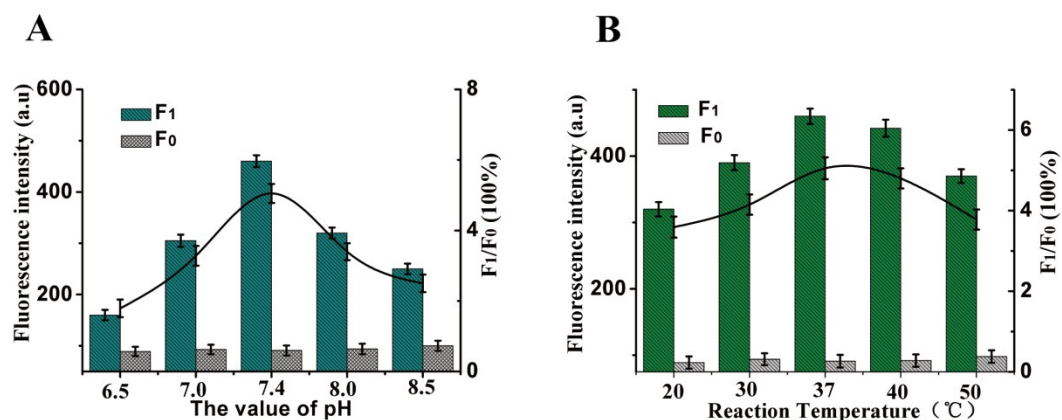 A
Fluorescence intensity (a.u)
600
400
200
F1
F0
8
4
0
F1/F0 (100%)
6.5 7.0 7.4 8.0 8.5
The value of pH
B
Fluorescence intensity (a.u)
400
200
F1
F0
6
4
2
0
F1/F0 (100%)
20 30 37 40 50
Reaction Temperature（℃）